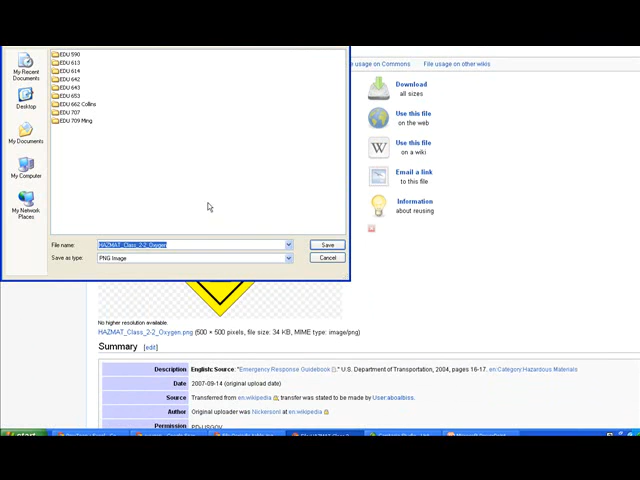 EDU 590
EDU 613
EDU 614
EDU 642
EDU 643
EDU 653
EDU 662 Collins
EDU 707
EDU 709 Ming
My Recent
Documents
Desktop
My Documents
My Computer
My Network
Places
File name:
HAZMAT_Class_2-2_Oxygen
Save
Save as type:
PNG Image
Cancel
usage on Commons
File usage on other wikis
Download
all sizes
Use this file
on the web
W
Use this file
on a wiki
Email a link
to this file
Information
about reusing
No higher resolution available.
HAZMAT_Class_2-2_Oxygen.png (500 × 500 pixels, file size: 34 KB, MIME type: image/png)
Summary [edit]
Description
English: Source: "Emergency Response Guidebook." U.S. Department of Transportation, 2004, pages 16-17. en:Category:Hazardous Materials
Date
2007-09-14 (original upload date)
Source
Transferred from en.wikipedia, transfer was stated to be made by User:aboalbiss.
Author
Original uploader was Nickersonl at en.wikipedia
Permission
PD-USGOV
start